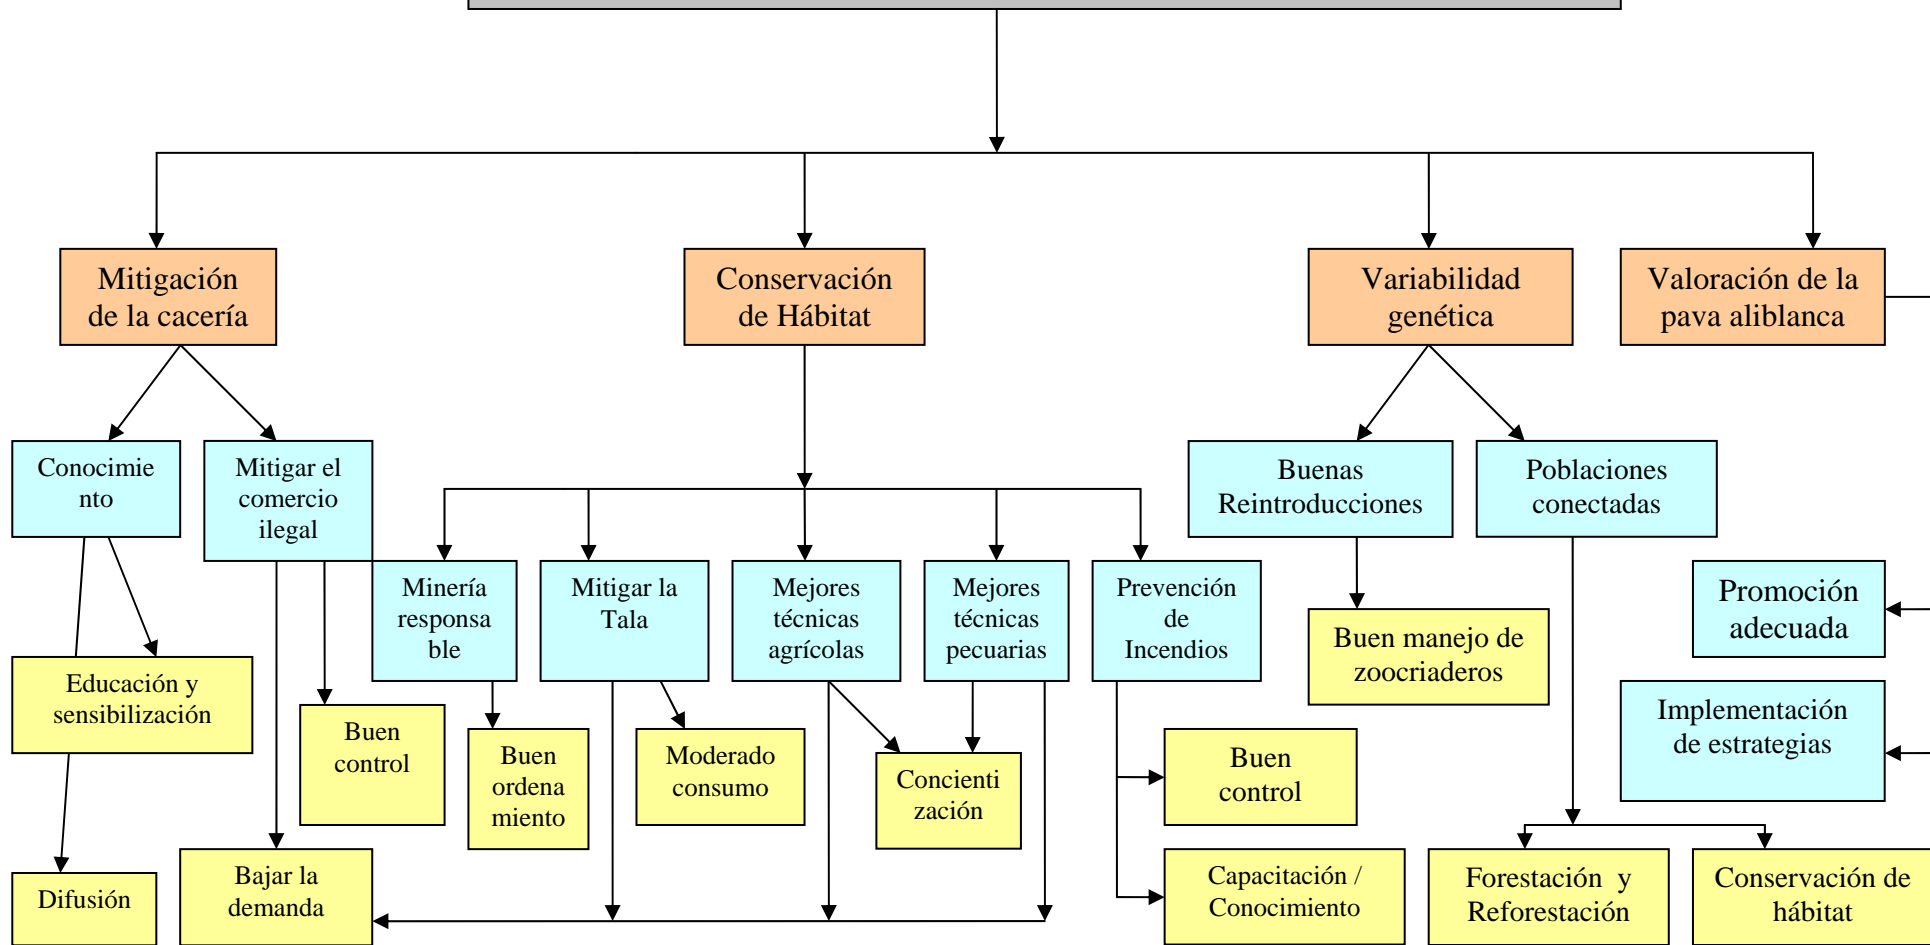 Mitigación
de la cacería
Conservación
de Hábitat
Variabilidad
genética
Valoración de la
pava aliblanca
Conocimie
nto
Mitigar el
comercio
ilegal
Buenas
Reintroducciones
Poblaciones
conectadas
Minería
responsa
ble
Mitigar la
Tala
Mejores
técnicas
agrícolas
Mejores
técnicas
pecuarias
Prevención
de
Incendios
Promoción
adecuada
Buen manejo de
zoocriaderos
Educación y
sensibilización
Implementación
de estrategias
Buen
control
Buen
ordena
miento
Moderado
consumo
Concienti
zación
Buen
control
Difusión
Bajar la
demanda
Capacitación /
Conocimiento
Forestación y
Reforestación
Conservación de
hábitat